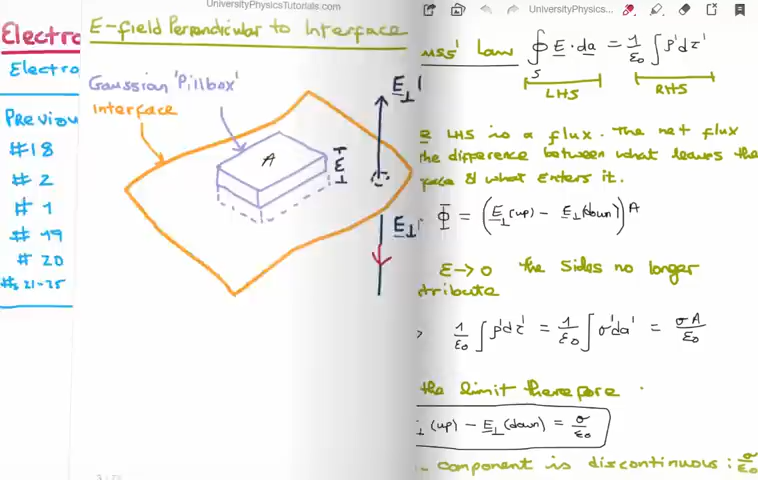 UniversityPhysicsTutorials.com
Electro
Electro
Previou
#18
#2
#1
#19
#20
#s 21-25
E-field Perpendicular to Interface
Gaussian 'Pillbox'
Interface
A
ε
E⊥
E⊥
UniversityPhysics…
uss' Law ∮ E · da = 1/ε₀ ∫ ρ'dτ'
S
LHS RHS
LHS is a flux. The net flux
the difference between what leaves the
face & what enters it.
Φ = (E⊥(up) - E⊥(down)) A
ε→0 the sides no longer
tribute
1/ε₀ ∫ ρ'dτ' = 1/ε₀ ∫ σ'da' = σA/ε₀
the limit therefore
⊥(up) - E⊥(down) = σ/ε₀
component is discontinuous : σ/ε₀